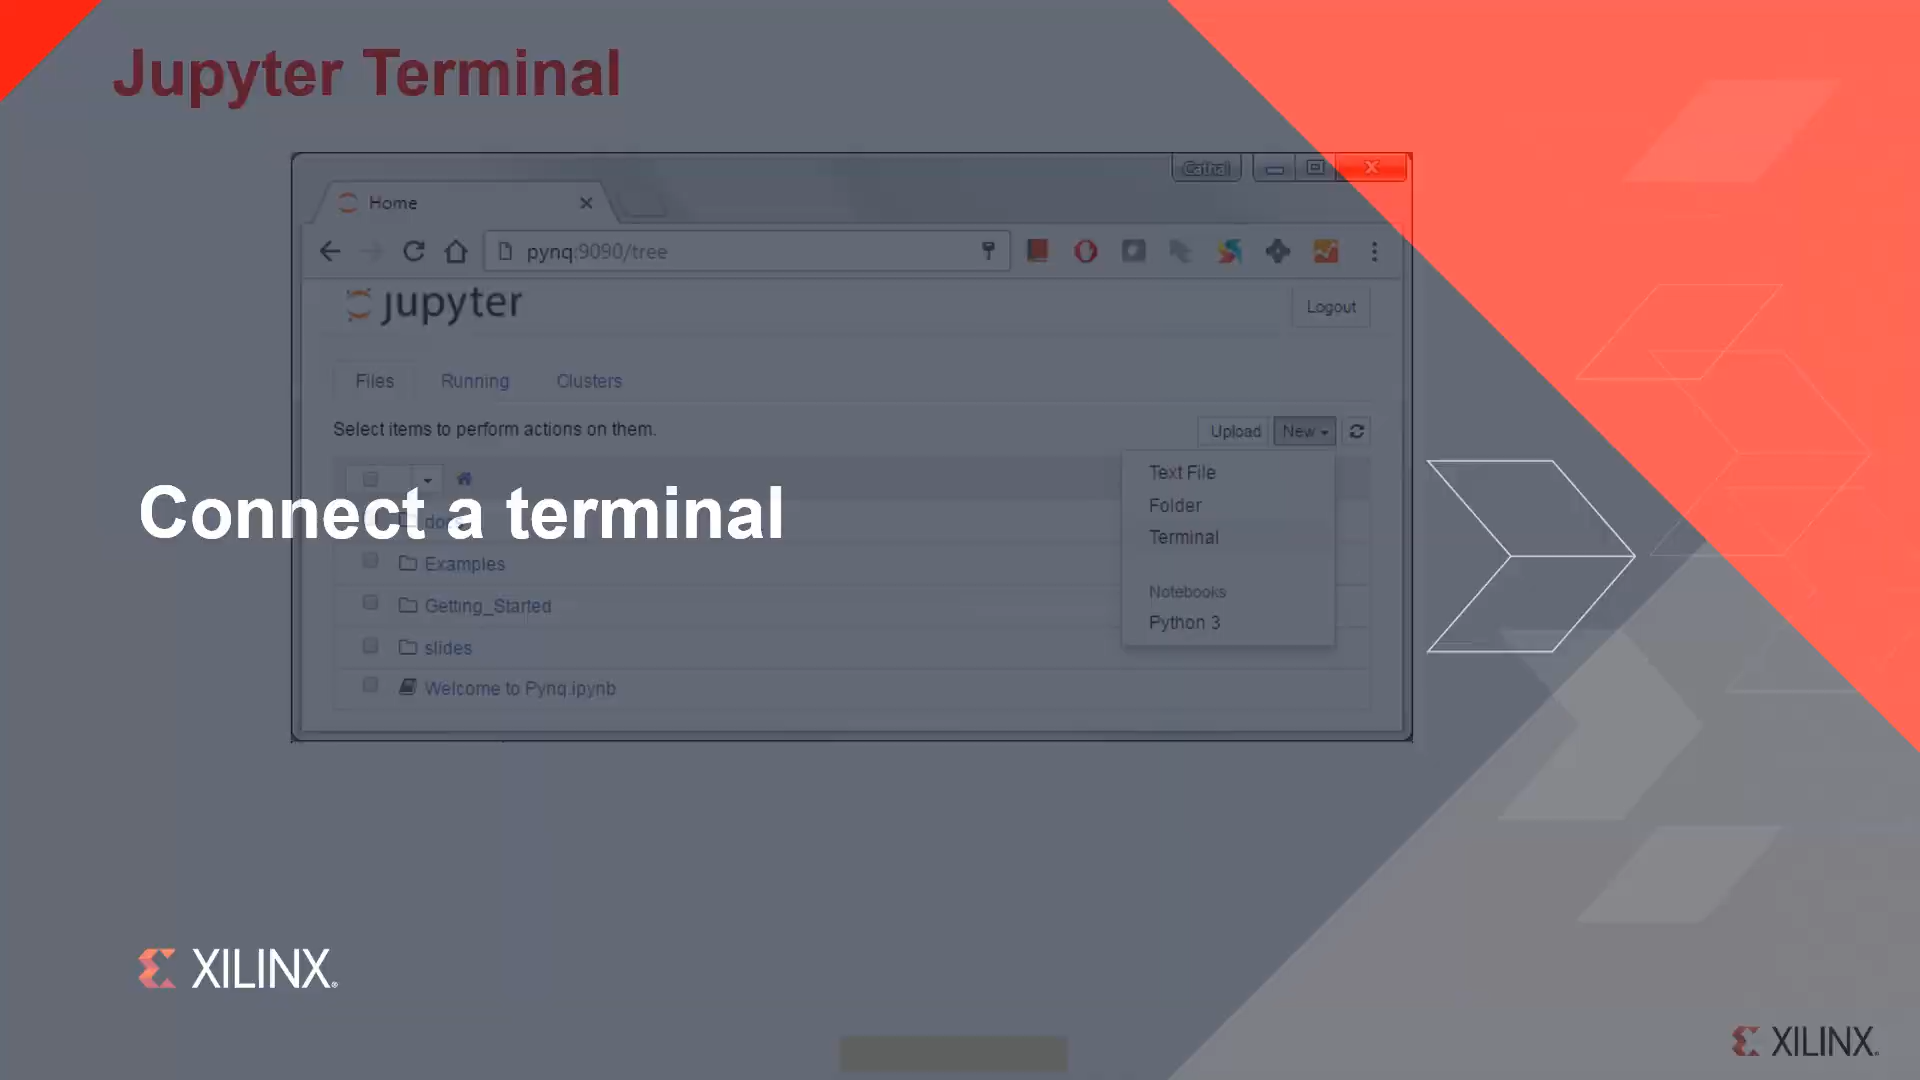 Jupyter Terminal
Cathal
Home
pynq:9090/tree
jupyter
Logout
Files Running Clusters
Select items to perform actions on them.
Upload New
Text File
Folder
Terminal
Notebooks
Python 3
Connect a terminal
Examples
Getting_Started
slides
Welcome to Pynq.ipynb
XILINX®
XILINX®